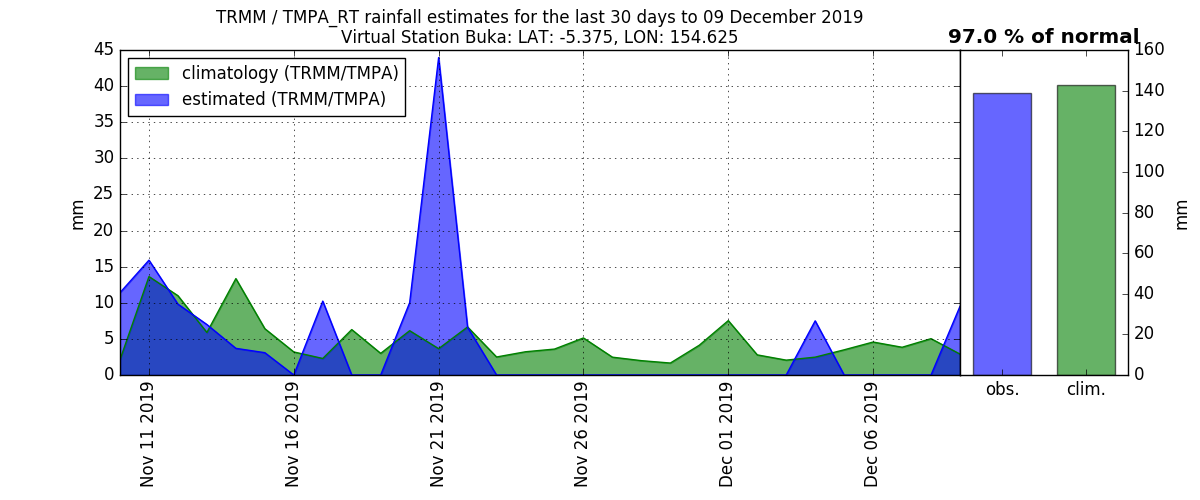 TRMM / TMPA_RT rainfall estimates for the last 30 days to 09 December 2019
Virtual Station Buka: LAT: -5.375, LON: 154.625
97.0 % of normal
climatology (TRMM/TMPA)
estimated (TRMM/TMPA)
45
40
35
30
25
20
15
10
5
0
mm
Nov 11 2019
Nov 16 2019
Nov 21 2019
Nov 26 2019
Dec 01 2019
Dec 06 2019
160
140
120
100
80
60
40
20
0
mm
obs.
clim.